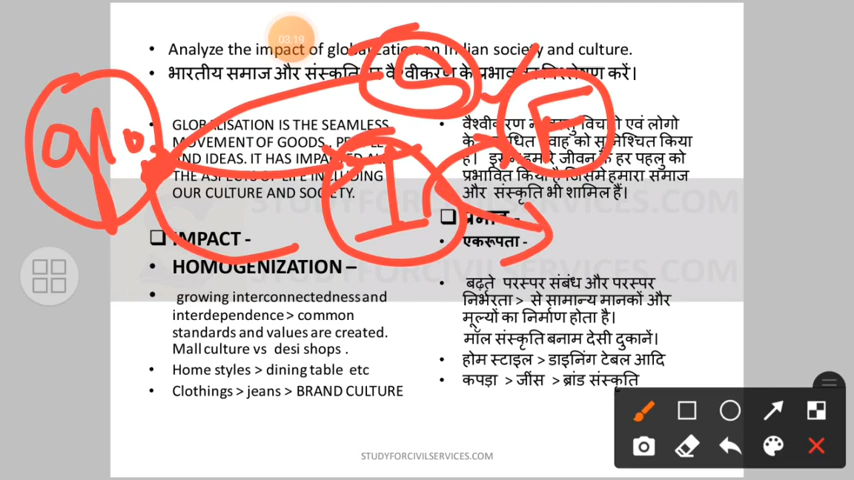 03:19
Analyze the impact of globalization on Indian society and culture.
भारतीय समाज और संस्कृति पर वैश्वीकरण के प्रभाव का विश्लेषण करें।
GLOBALISATION IS THE SEAMLESS
MOVEMENT OF GOODS, PEOPLE
AND IDEAS. IT HAS IMPACTED ALL
THE ASPECTS OF LIFE INCLUDING
OUR CULTURE AND SOCIETY.
IMPACT -
HOMOGENIZATION –
growing interconnectedness and
interdependence > common
standards and values are created.
Mall culture vs desi shops .
Home styles > dining table etc
Clothings > jeans > BRAND CULTURE
वैश्वीकरण ने वस्तु विचारों एवं लोगो
के प्रवाह को सुनिश्चित किया
है। इसने हमारे जीवन के हर पहलू को
प्रभावित किया है जिसमें हमारा समाज
और संस्कृति भी शामिल हैं।
प्रभाव -
एकरूपता -
बढ़ते परस्पर संबंध और परस्पर
निर्भरता > से सामान्य मानकों और
मूल्यों का निर्माण होता है।
मॉल संस्कृति बनाम देसी दुकानें।
होम स्टाइल > डाइनिंग टेबल आदि
कपड़ा > जींस > ब्रांड संस्कृति
S
F
I
STUDYFORCIVILSERVICES.COM
STUDYFORCIVILSERVICES.COM
STUDYFORCIVILSERVICES.COM